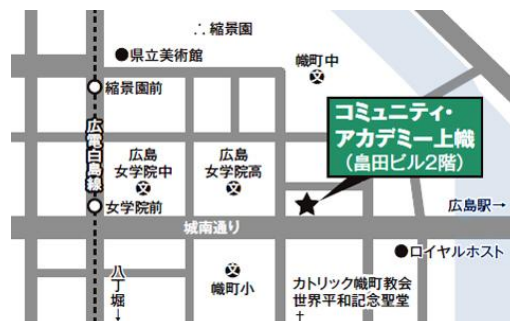 ∴縮景園
●県立美術館
幟町中
縮景園前
コミュニティ・
アカデミー上幟
(畠田ビル2階)
広電白島線
広島
女学院中
広島
女学院高
女学院前
広島駅→
城南通り
●ロイヤルホスト
八丁堀↓
幟町小
カトリック幟町教会
世界平和記念聖堂